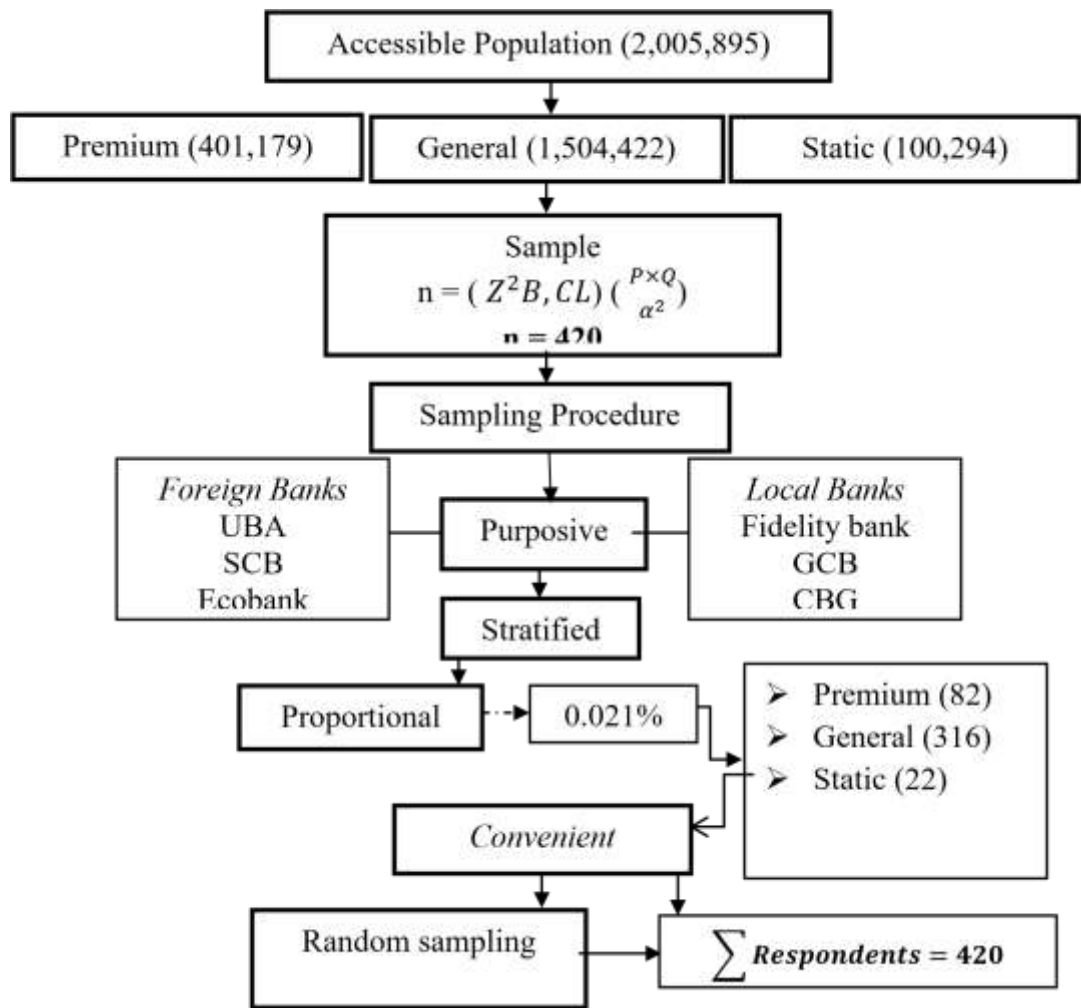 Accessible Population (2,005,895)
Premium (401,179)
General (1,504,422)
Static (100,294)
Sample
n = ( Z²B, CL) ( P×Q
α² )
n = 420
Sampling Procedure
Foreign Banks
UBA
SCB
Ecobank
Purposive
Local Banks
Fidelity bank
GCB
CBG
Stratified
Proportional
0.021%
➢ Premium (82)
➢ General (316)
➢ Static (22)
Convenient
Random sampling
∑ Respondents = 420